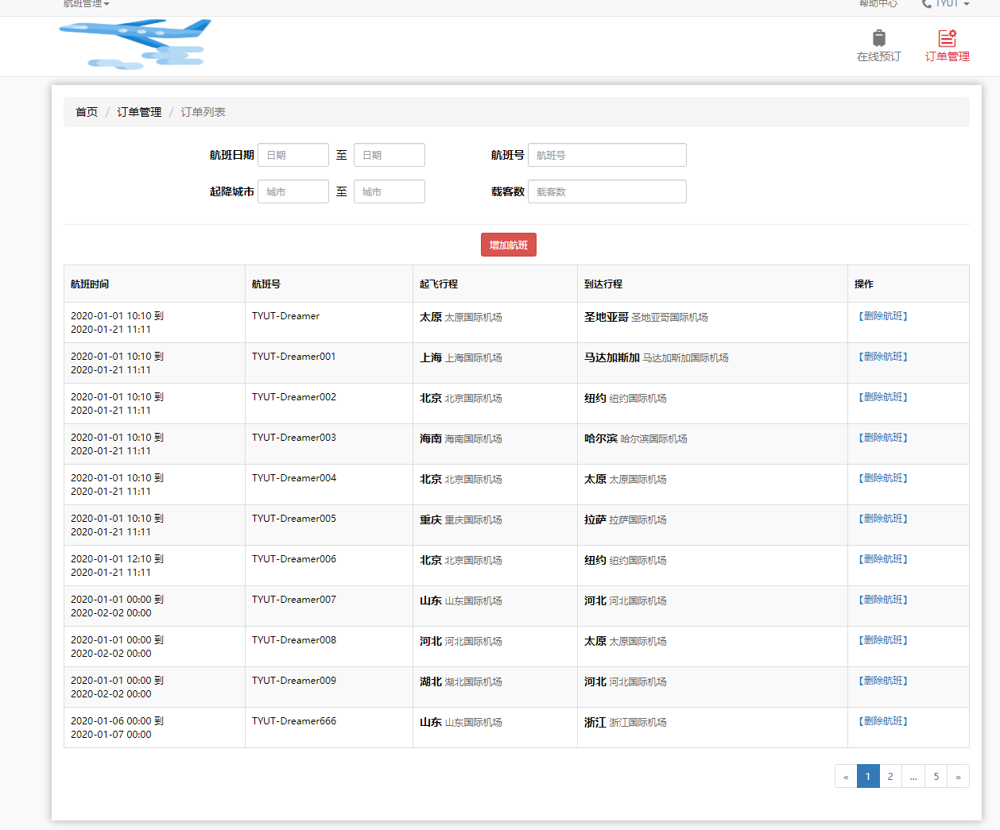 航班管理
帮助中心 TYUT
在线预订 订单管理
首页 / 订单管理 / 订单列表
航班日期 日期 至 日期 航班号 航班号
起降城市 城市 至 城市 载客数 载客数
增加航班
航班时间 航班号 起飞行程 到达行程 操作
2020-01-01 10:10 到
2020-01-21 11:11
TYUT-Dreamer
太原 太原国际机场
圣地亚哥 圣地亚哥国际机场
【删除航班】
2020-01-01 10:10 到
2020-01-21 11:11
TYUT-Dreamer001
上海 上海国际机场
马达加斯加 马达加斯加国际机场
【删除航班】
2020-01-01 10:10 到
2020-01-21 11:11
TYUT-Dreamer002
北京 北京国际机场
纽约 纽约国际机场
【删除航班】
2020-01-01 10:10 到
2020-01-21 11:11
TYUT-Dreamer003
海南 海南国际机场
哈尔滨 哈尔滨国际机场
【删除航班】
2020-01-01 10:10 到
2020-01-21 11:11
TYUT-Dreamer004
北京 北京国际机场
太原 太原国际机场
【删除航班】
2020-01-01 10:10 到
2020-01-21 11:11
TYUT-Dreamer005
重庆 重庆国际机场
拉萨 拉萨国际机场
【删除航班】
2020-01-01 12:10 到
2020-01-21 11:11
TYUT-Dreamer006
北京 北京国际机场
纽约 纽约国际机场
【删除航班】
2020-01-01 00:00 到
2020-02-02 00:00
TYUT-Dreamer007
山东 山东国际机场
河北 河北国际机场
【删除航班】
2020-01-01 00:00 到
2020-02-02 00:00
TYUT-Dreamer008
河北 河北国际机场
太原 太原国际机场
【删除航班】
2020-01-01 00:00 到
2020-02-02 00:00
TYUT-Dreamer009
湖北 湖北国际机场
河北 河北国际机场
【删除航班】
2020-01-06 00:00 到
2020-01-07 00:00
TYUT-Dreamer666
山东 山东国际机场
浙江 浙江国际机场
【删除航班】
« 1 2 ... 5 »